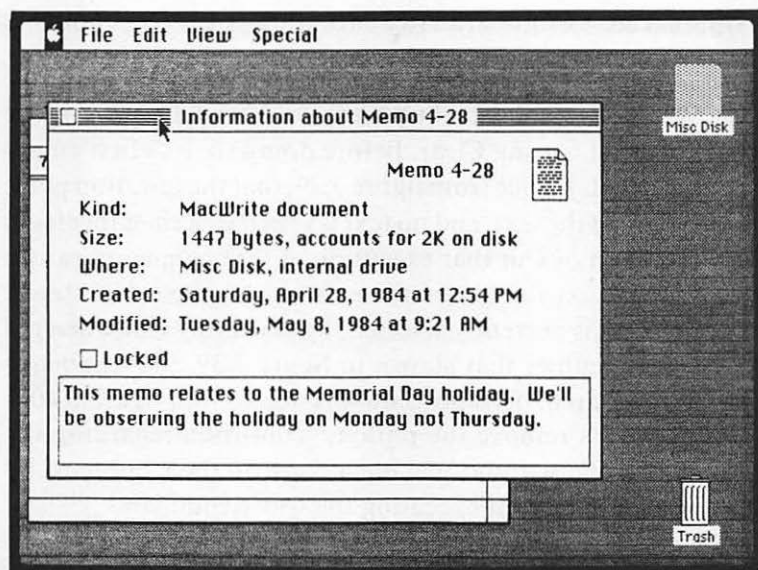 File Edit View Special
Information about Memo 4-28
Misc Disk
7
Memo 4-28
Kind: MacWrite document
Size: 1447 bytes, accounts for 2K on disk
Where: Misc Disk, internal drive
Created: Saturday, April 28, 1984 at 12:54 PM
Modified: Tuesday, May 8, 1984 at 9:21 AM
Locked
This memo relates to the Memorial Day holiday. We'll
be observing the holiday on Monday not Thursday.
Trash